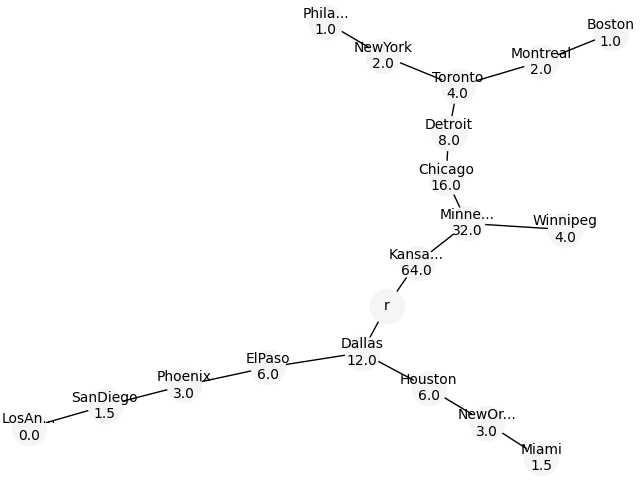 Phila...
1.0
NewYork
2.0
Boston
1.0
Montreal
2.0
Toronto
4.0
Detroit
8.0
Chicago
16.0
Minne...
32.0
Winnipeg
4.0
Kansa...
64.0
r
Dallas
12.0
ElPaso
6.0
Phoenix
3.0
SanDiego
1.5
LosAn...
0.0
Houston
6.0
NewOr...
3.0
Miami
1.5